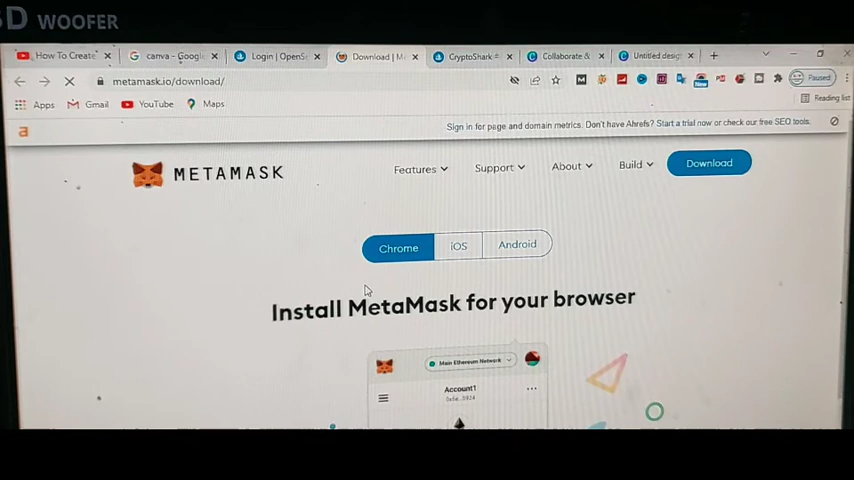 D WOOFER
How To Create
canva - Google
Login | OpenS
Download | M
CryptoShark
Collaborate &
Untitled desig
metamask.io/download/
New
Paused
Apps
Gmail
YouTube
Maps
Reading list
a
Sign in for page and domain metrics. Don't have Ahrefs? Start a trial now or check our free SEO tools.
METAMASK
Features
Support
About
Build
Download
Chrome
iOS
Android
Install MetaMask for your browser
Main Ethereum Network
Account1